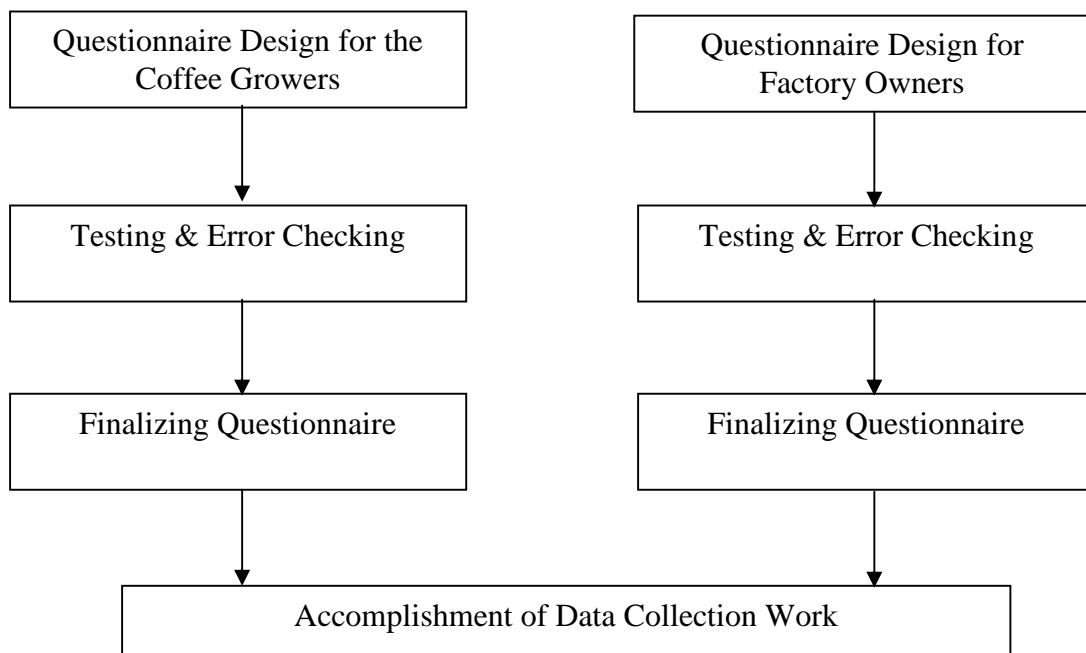 Questionnaire Design for the
Coffee Growers
Questionnaire Design for
Factory Owners
Testing & Error Checking
Testing & Error Checking
Finalizing Questionnaire
Finalizing Questionnaire
Accomplishment of Data Collection Work